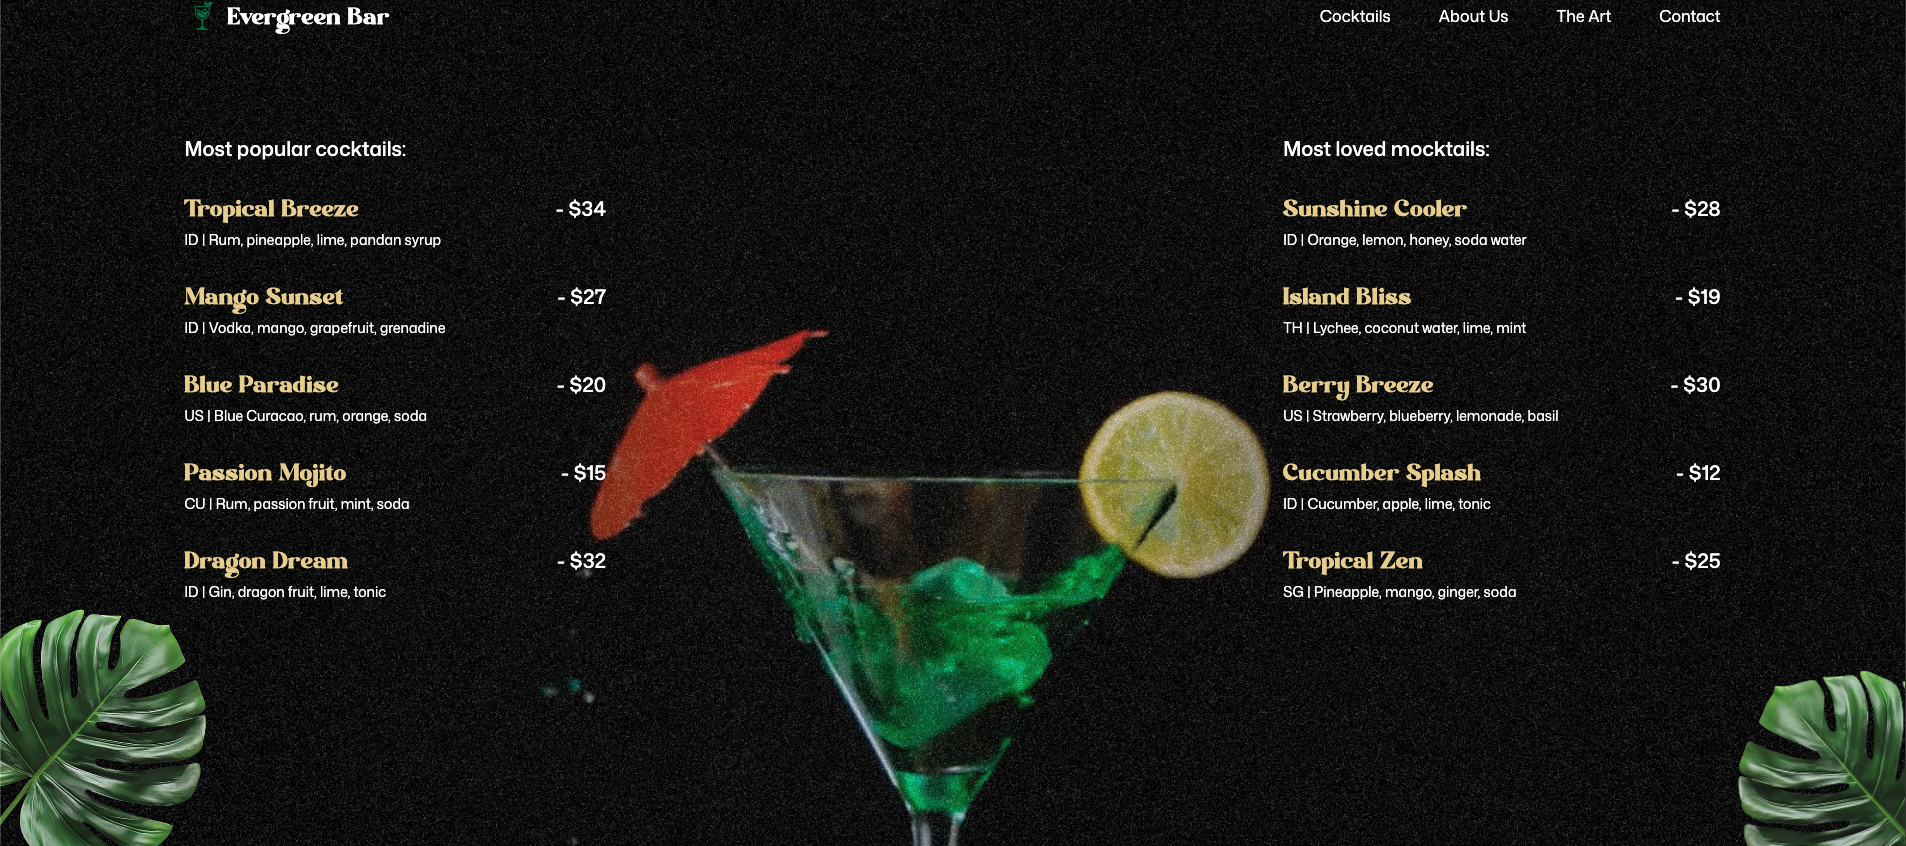 Evergreen Bar
Cocktails
About Us
The Art
Contact
Most popular cocktails:
Tropical Breeze - $34
ID | Rum, pineapple, lime, pandan syrup
Mango Sunset - $27
ID | Vodka, mango, grapefruit, grenadine
Blue Paradise - $20
US | Blue Curacao, rum, orange, soda
Passion Mojito - $15
CU | Rum, passion fruit, mint, soda
Dragon Dream - $32
ID | Gin, dragon fruit, lime, tonic
Most loved mocktails:
Sunshine Cooler - $28
ID | Orange, lemon, honey, soda water
Island Bliss - $19
TH | Lychee, coconut water, lime, mint
Berry Breeze - $30
US | Strawberry, blueberry, lemonade, basil
Cucumber Splash - $12
ID | Cucumber, apple, lime, tonic
Tropical Zen - $25
SG | Pineapple, mango, ginger, soda